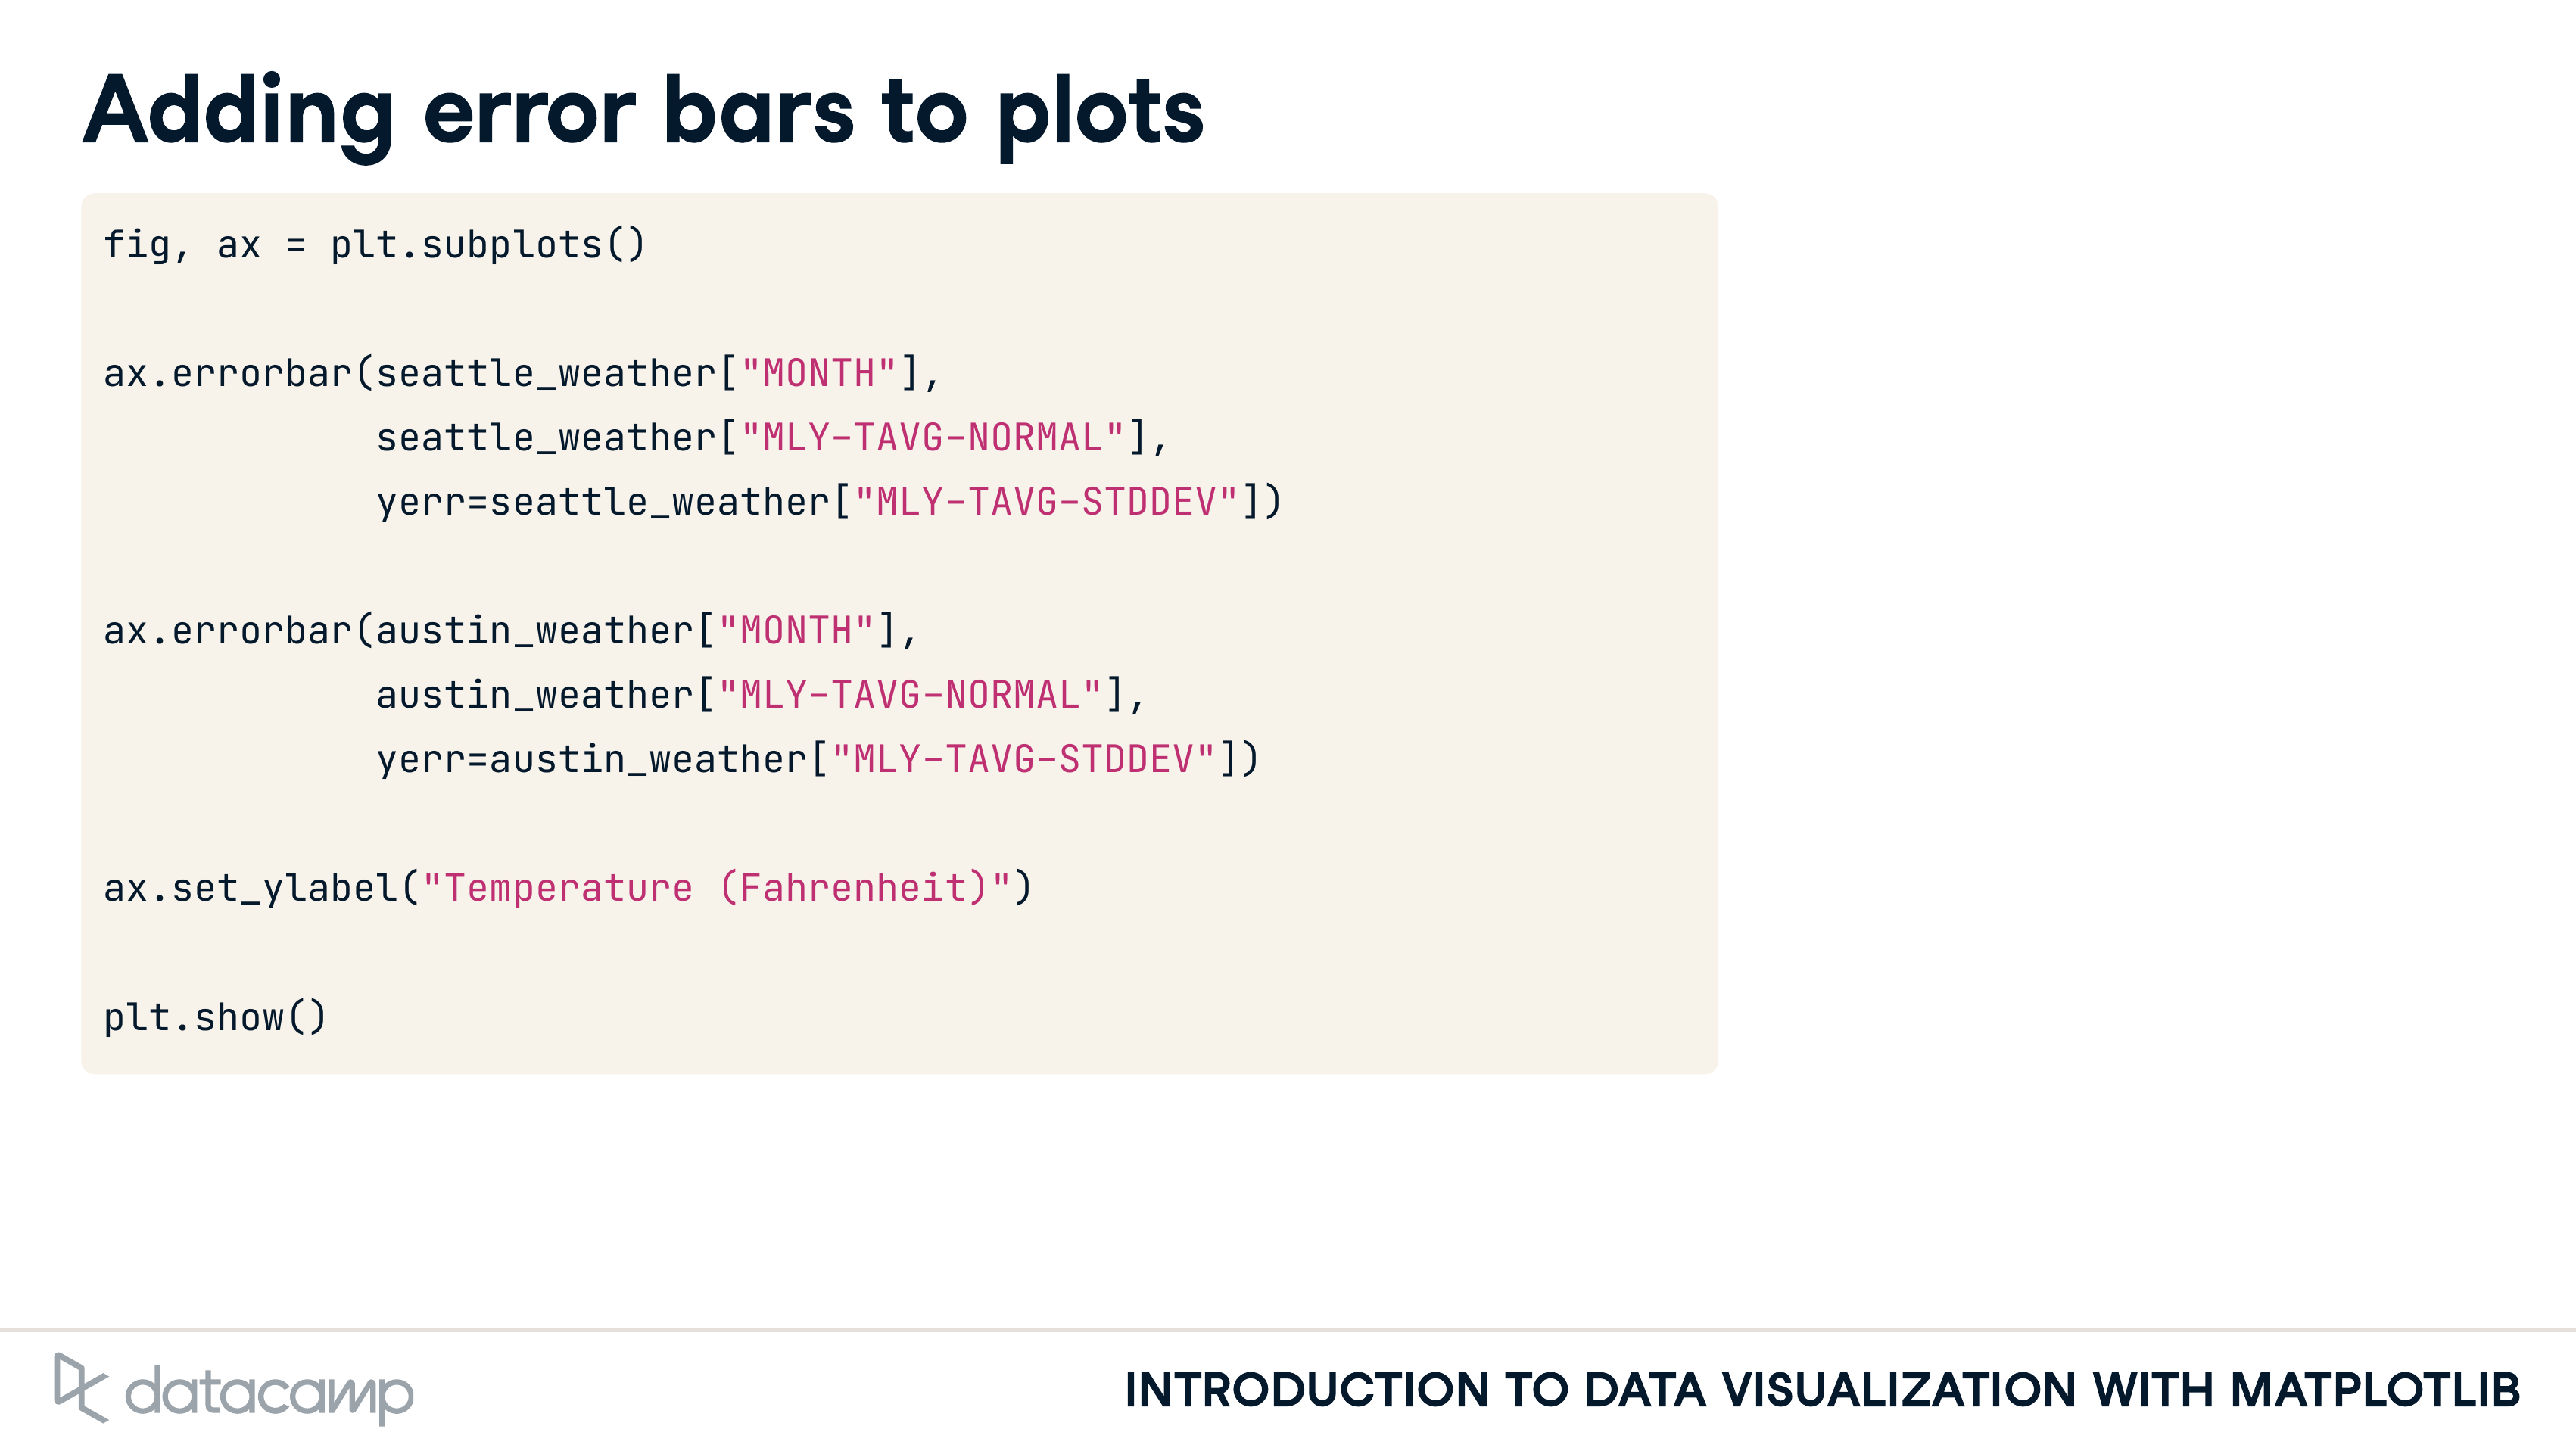 Adding error bars to plots
fig, ax = plt.subplots()
ax.errorbar(seattle_weather["MONTH"],
seattle_weather["MLY-TAVG-NORMAL"],
yerr=seattle_weather["MLY-TAVG-STDDEV"])
ax.errorbar(austin_weather["MONTH"],
austin_weather["MLY-TAVG-NORMAL"],
yerr=austin_weather["MLY-TAVG-STDDEV"])
ax.set_ylabel("Temperature (Fahrenheit)")
plt.show()
datacamp
INTRODUCTION TO DATA VISUALIZATION WITH MATPLOTLIB